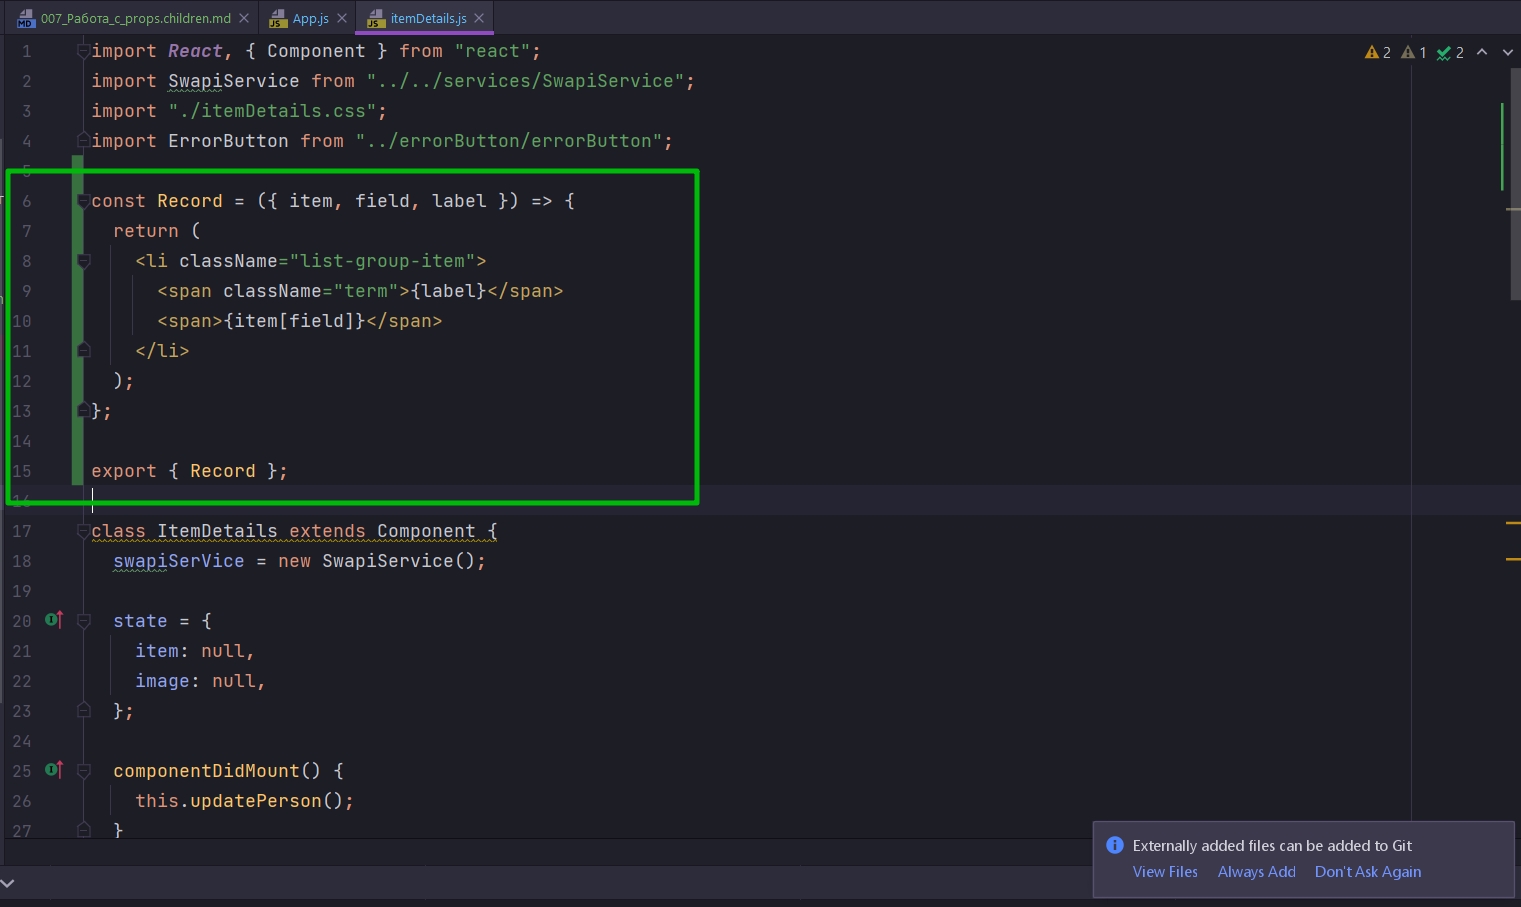 007_Работа_с_props.children.md App.js itemDetails.js
1 import React, { Component } from "react";
2 import SwapiService from "../../services/SwapiService";
3 import "./itemDetails.css";
4 import ErrorButton from "../errorButton/errorButton";
5
6 const Record = ({ item, field, label }) => {
7 return (
8 <li className="list-group-item">
9 <span className="term">{label}</span>
10 <span>{item[field]}</span>
11 </li>
12 );
13 };
14
15 export { Record };
16
17 class ItemDetails extends Component {
18 swapiSerVice = new SwapiService();
19
20 state = {
21 item: null,
22 image: null,
23 };
24
25 componentDidMount() {
26 this.updatePerson();
27 }
2 1 2
Externally added files can be added to Git
View Files Always Add Don't Ask Again